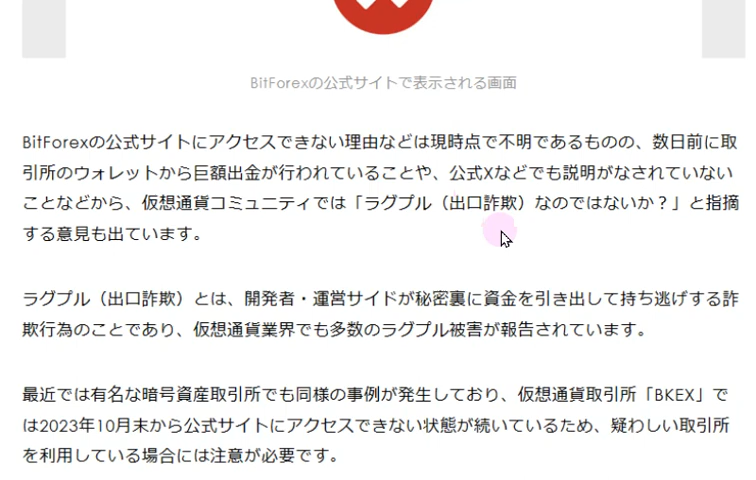 BitForexの公式サイトで表示される画面
BitForexの公式サイトにアクセスできない理由などは現時点で不明であるものの、数日前に取
引所のウォレットから巨額出金が行われていることや、公式Xなどでも説明がなされていない
ことなどから、仮想通貨コミュニティでは「ラグプル（出口詐欺）なのではないか？」と指摘
する意見も出ています。
ラグプル（出口詐欺）とは、開発者・運営サイドが秘密裏に資金を引き出して持ち逃げする詐
欺行為のことであり、仮想通貨業界でも多数のラグプル被害が報告されています。
最近では有名な暗号資産取引所でも同様の事例が発生しており、仮想通貨取引所「BKEX」で
は2023年10月末から公式サイトにアクセスできない状態が続いているため、疑わしい取引所
を利用している場合には注意が必要です。